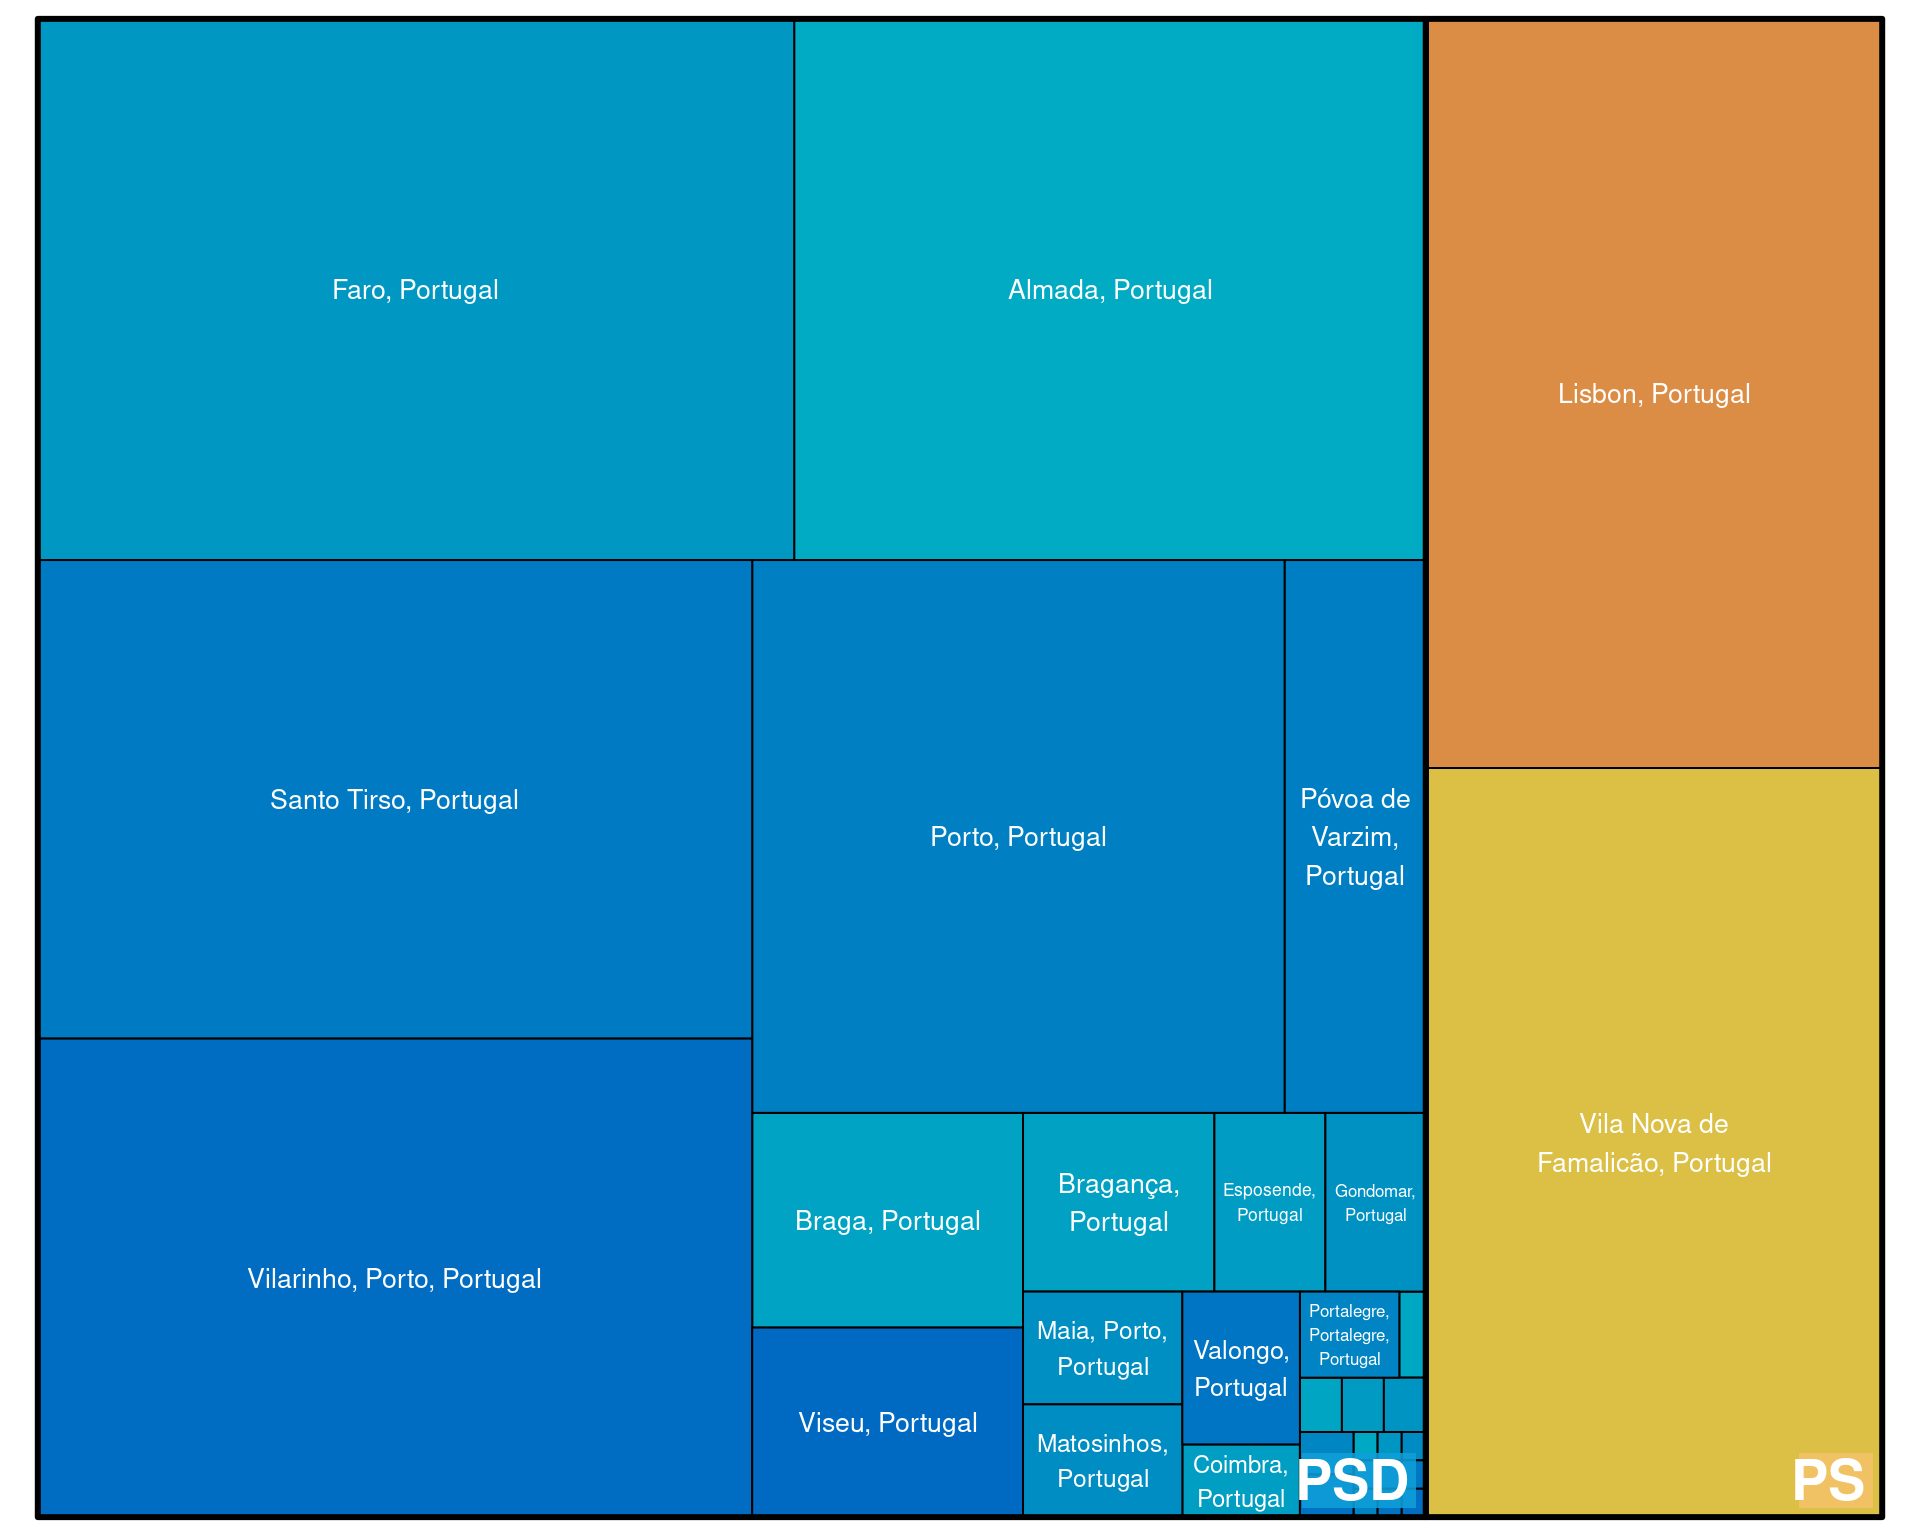 Faro, Portugal
Almada, Portugal
Lisbon, Portugal
Santo Tirso, Portugal
Porto, Portugal
Póvoa de
Varzim,
Portugal
Vila Nova de
Famalicão, Portugal
Vilarinho, Porto, Portugal
Braga, Portugal
Bragança,
Portugal
Esposende,
Portugal
Gondomar,
Portugal
Viseu, Portugal
Maia, Porto,
Portugal
Valongo,
Portugal
Portalegre,
Portalegre,
Portugal
Matosinhos,
Portugal
Coimbra,
Portugal
PSD
PS